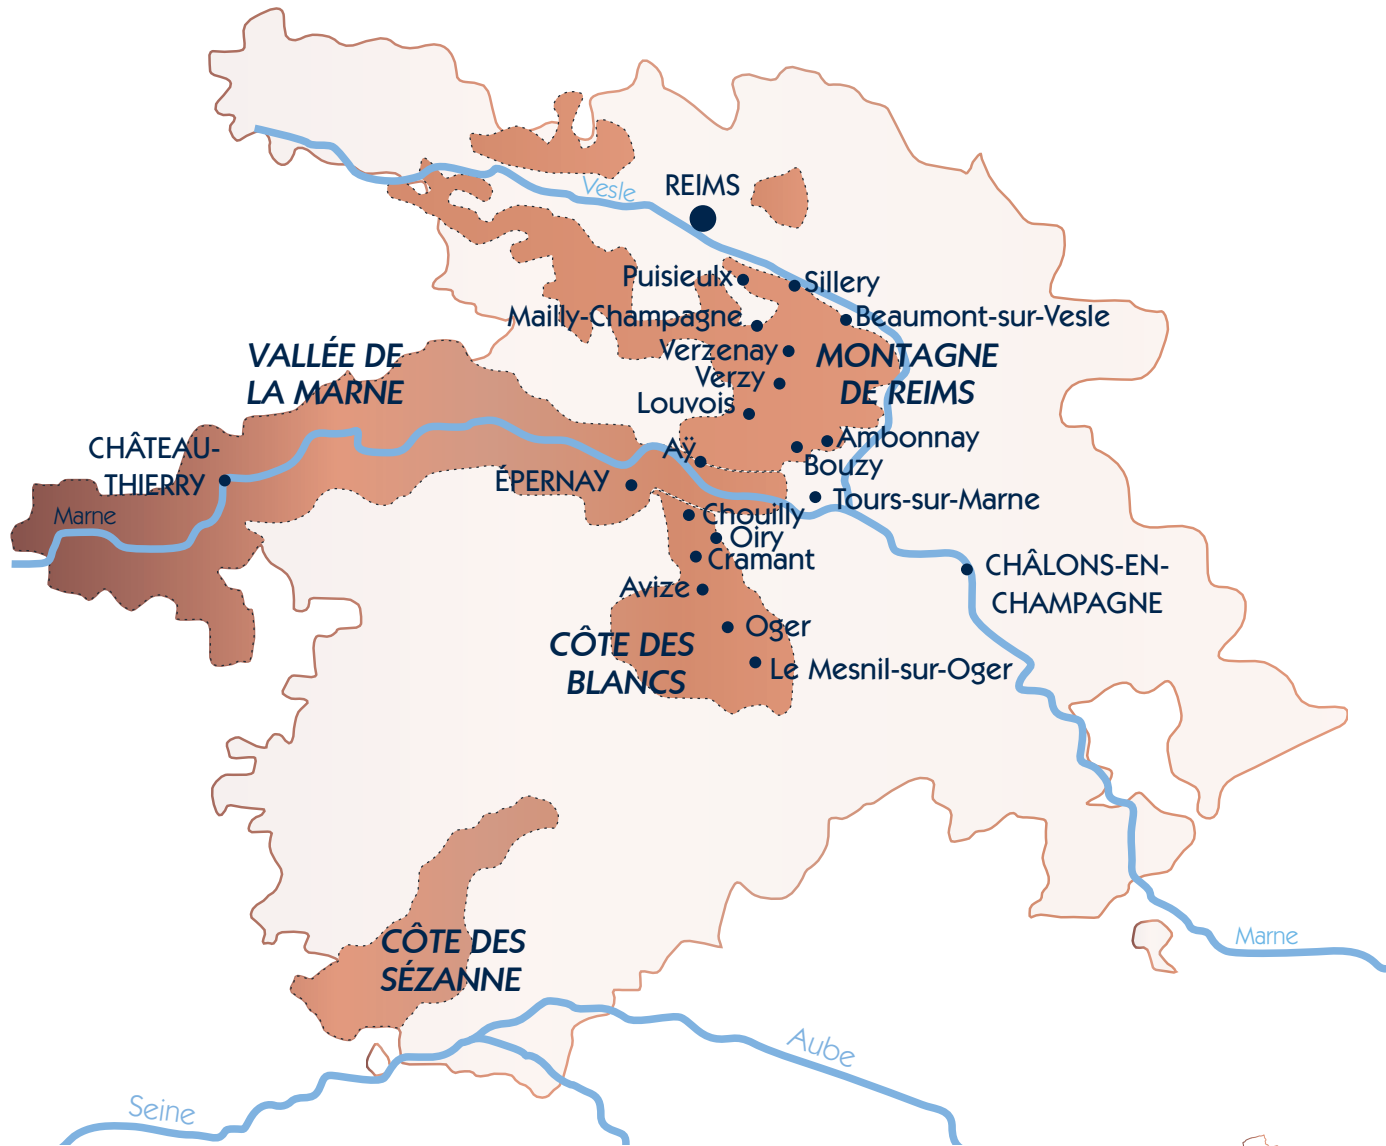 Vesle
REIMS
Puisieulx
Sillery
Mailly-Champagne
Beaumont-sur-Vesle
VALLÉE DE
LA MARNE
Verzenay
MONTAGNE
DE REIMS
Verzy
Louvois
CHÂTEAU-
THIERRY
Aÿ
Ambonnay
Bouzy
ÉPERNAY
Tours-sur-Marne
Marne
Chouilly
Oiry
Cramant
CHÂLONS-EN-
CHAMPAGNE
Avize
Oger
CÔTE DES
BLANCS
Le Mesnil-sur-Oger
CÔTE DES
SÉZANNE
Marne
Aube
Seine